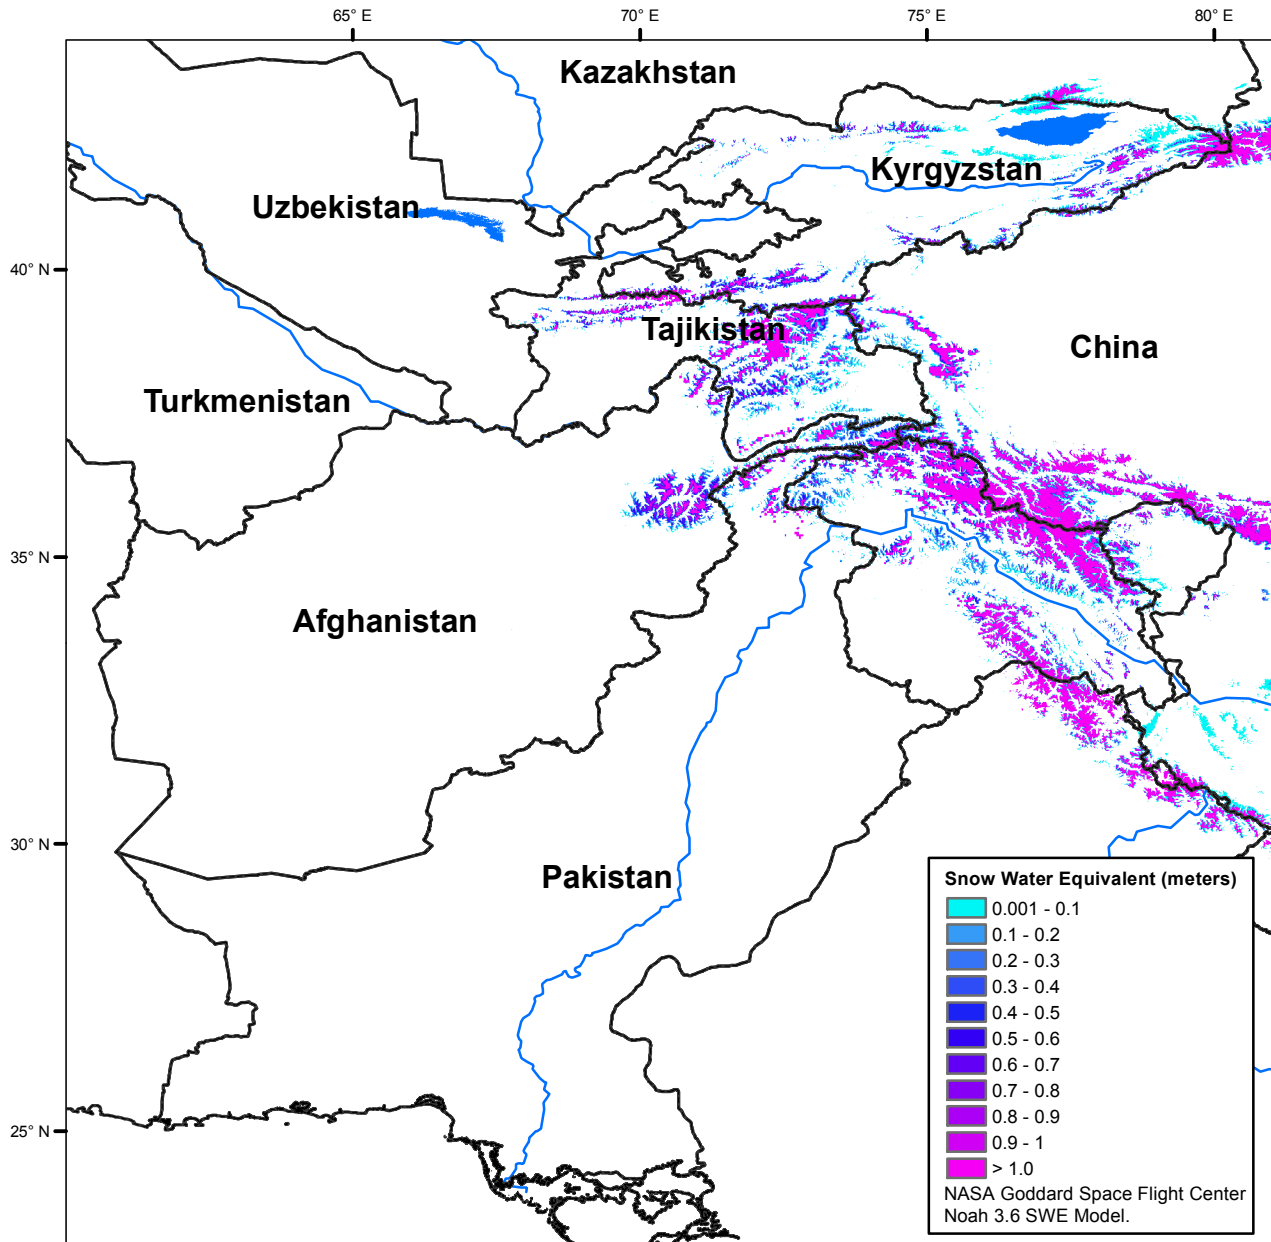 65° E
70° E
75° E
80° E
Kazakhstan
Kyrgyzstan
Uzbekistan
40° N
Tajikistan
China
Turkmenistan
35° N
Afghanistan
30° N
Pakistan
25° N
Snow Water Equivalent (meters)
0.001 - 0.1
0.1 - 0.2
0.2 - 0.3
0.3 - 0.4
0.4 - 0.5
0.5 - 0.6
0.6 - 0.7
0.7 - 0.8
0.8 - 0.9
0.9 - 1
> 1.0
NASA Goddard Space Flight Center
Noah 3.6 SWE Model.